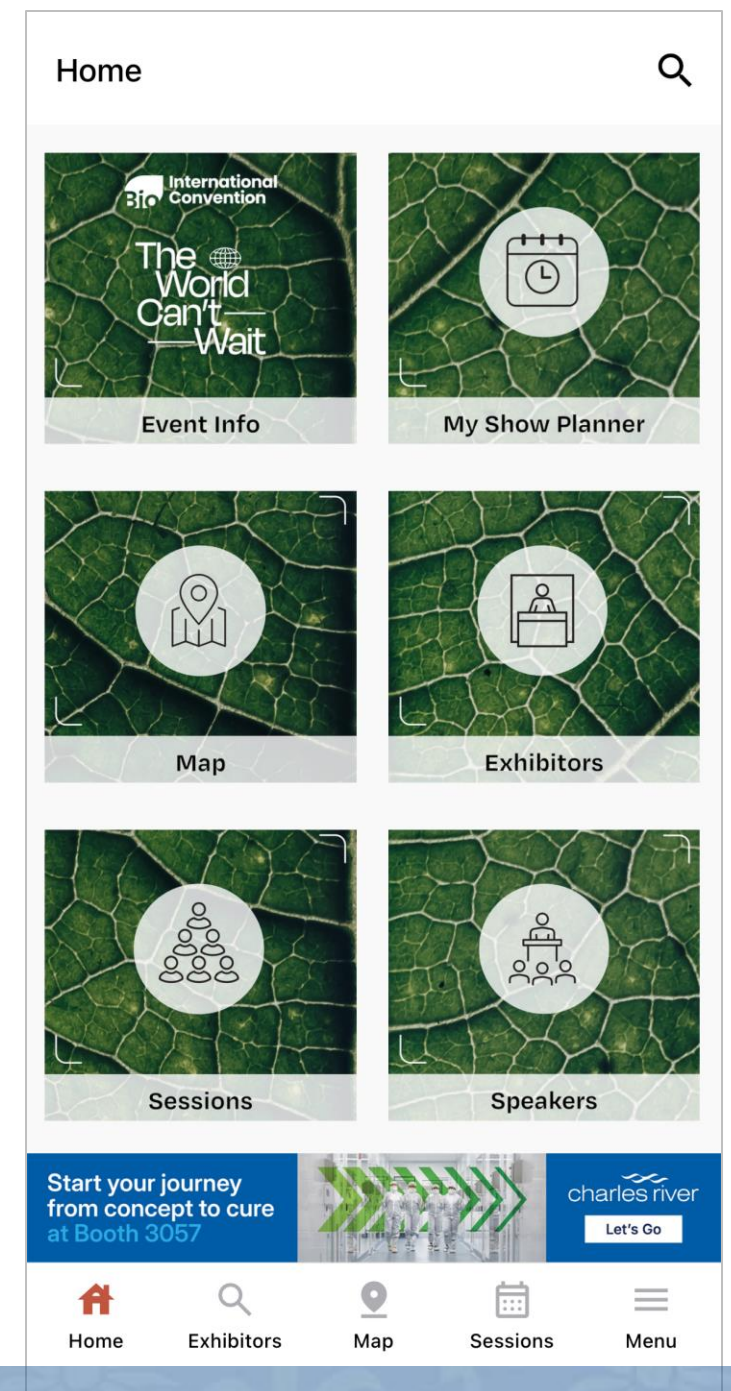 Home
Bio International
Convention
The
World
Can't
Wait
Event Info
My Show Planner
Map
Exhibitors
Sessions
Speakers
Start your journey
from concept to cure
at Booth 3057
charles river
Let's Go
Home
Exhibitors
Map
Sessions
Menu